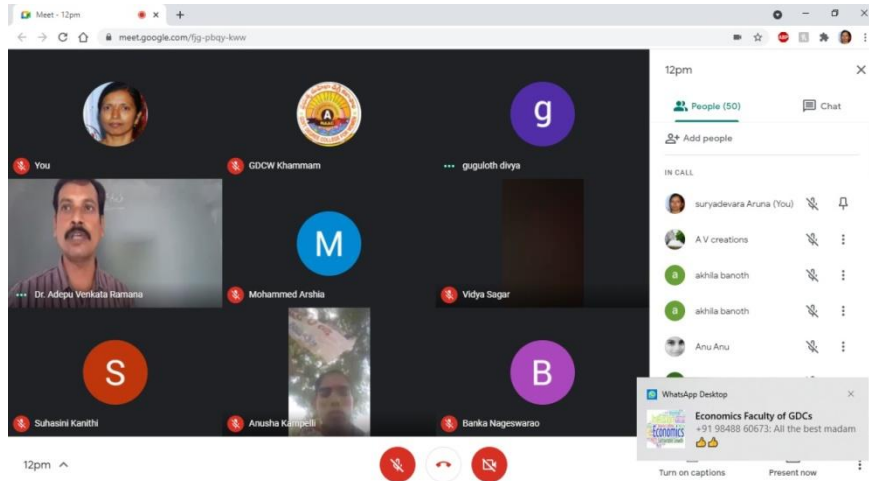 Meet - 12pm
meet.google.com/fjg-pbqy-kww
You
A
NAAC
GDCW Khammam
g
guguloth divya
Dr. Adepu Venkata Ramana
M
Mohammed Arshia
Vidya Sagar
S
Suhasini Kanithi
Anusha Kampelli
B
Banka Nageswarao
12pm
12pm
People (50)
Chat
Add people
IN CALL
suryadevara Aruna (You)
A V creations
a
akhila banoth
a
akhila banoth
Anu Anu
WhatsApp Desktop
Economics
Economics Faculty of GDCs
+91 98488 60673: All the best madam
👍👍
Turn on captions
Present now